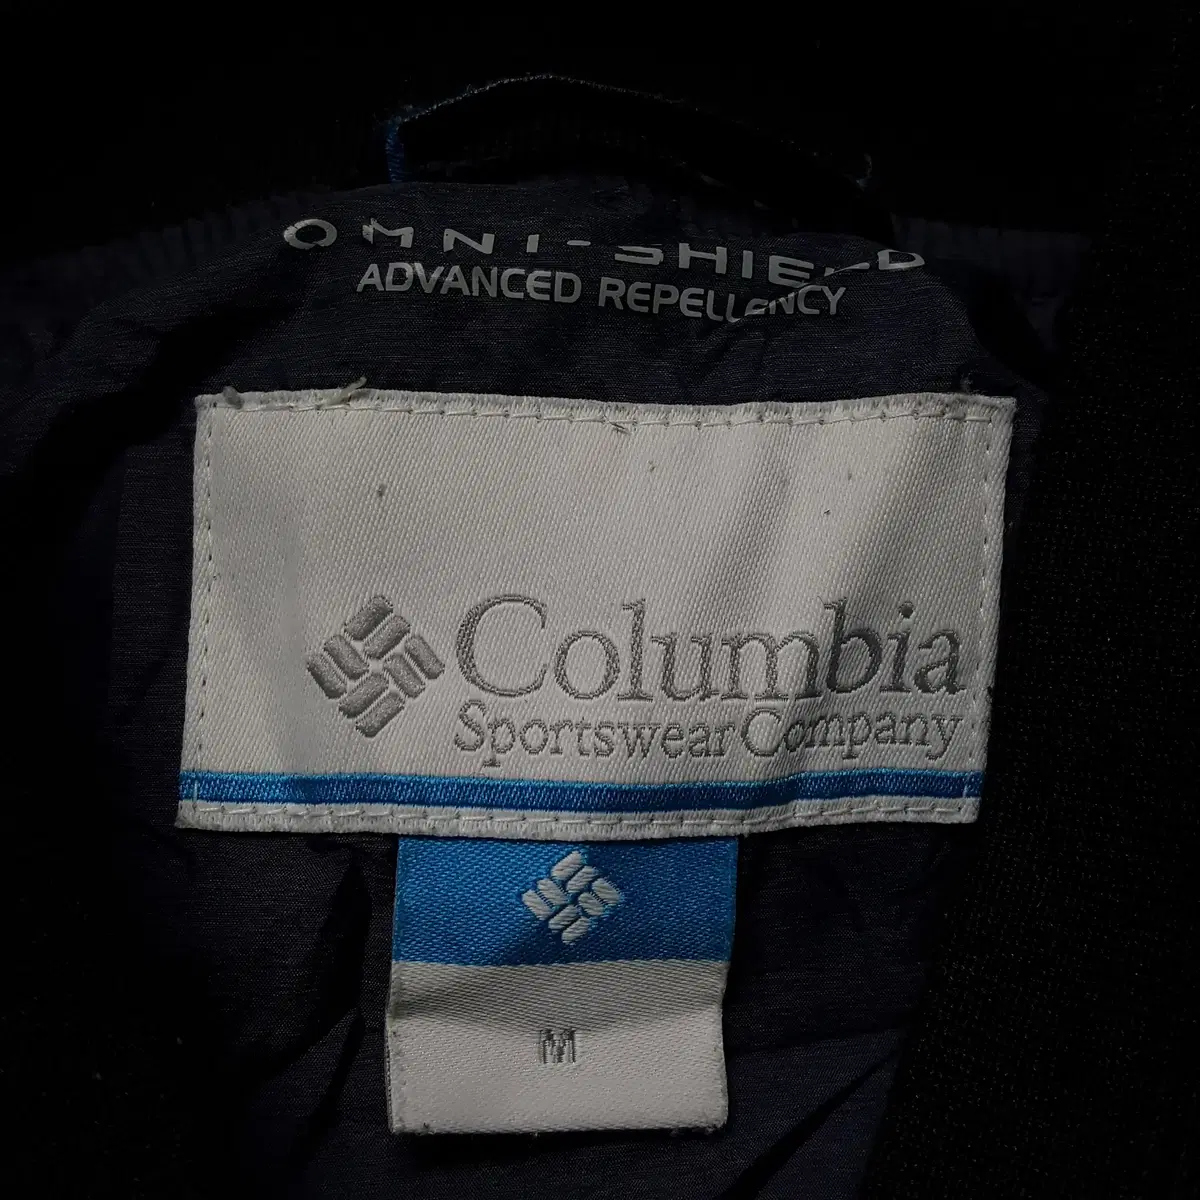 OMNI-SHIELD
ADVANCED REPELLENCY
Columbia
Sportswear Company
M